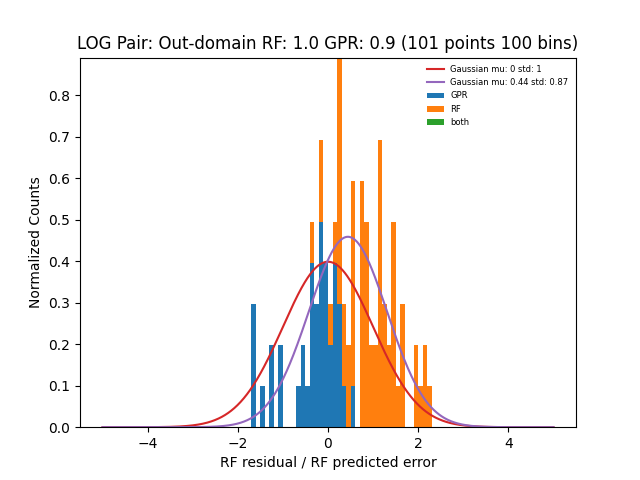 LOG Pair: Out-domain RF: 1.0 GPR: 0.9 (101 points 100 bins)
Gaussian mu: 0 std: 1
Gaussian mu: 0.44 std: 0.87
GPR
RF
both
Normalized Counts
0.8
0.7
0.6
0.5
0.4
0.3
0.2
0.1
0.0
−4 −2 0 2 4
RF residual / RF predicted error